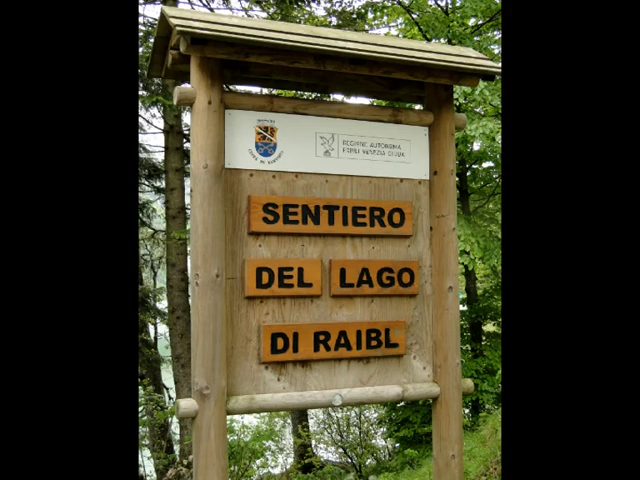 REGIONE AUTONOMA
FRIULI VENEZIA GIULIA
SENTIERO
DEL LAGO
DI RAIBL